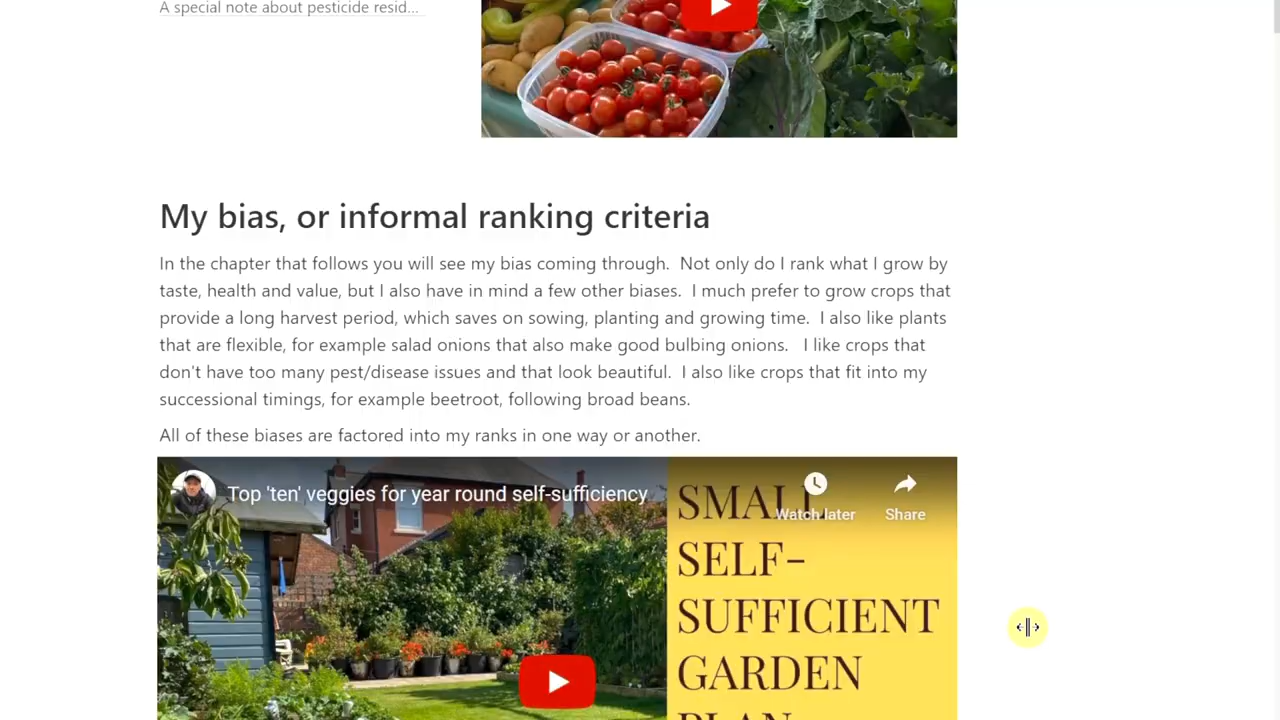 A special note about pesticide resid...
My bias, or informal ranking criteria
In the chapter that follows you will see my bias coming through.  Not only do I rank what I grow by
taste, health and value, but I also have in mind a few other biases.  I much prefer to grow crops that
provide a long harvest period, which saves on sowing, planting and growing time.  I also like plants
that are flexible, for example salad onions that also make good bulbing onions.   I like crops that
don't have too many pest/disease issues and that look beautiful.  I also like crops that fit into my
successional timings, for example beetroot, following broad beans.
All of these biases are factored into my ranks in one way or another.
Top 'ten' veggies for year round self-sufficiency
Watch later
Share
SMALL
SELF-
SUFFICIENT
GARDEN
PLAN